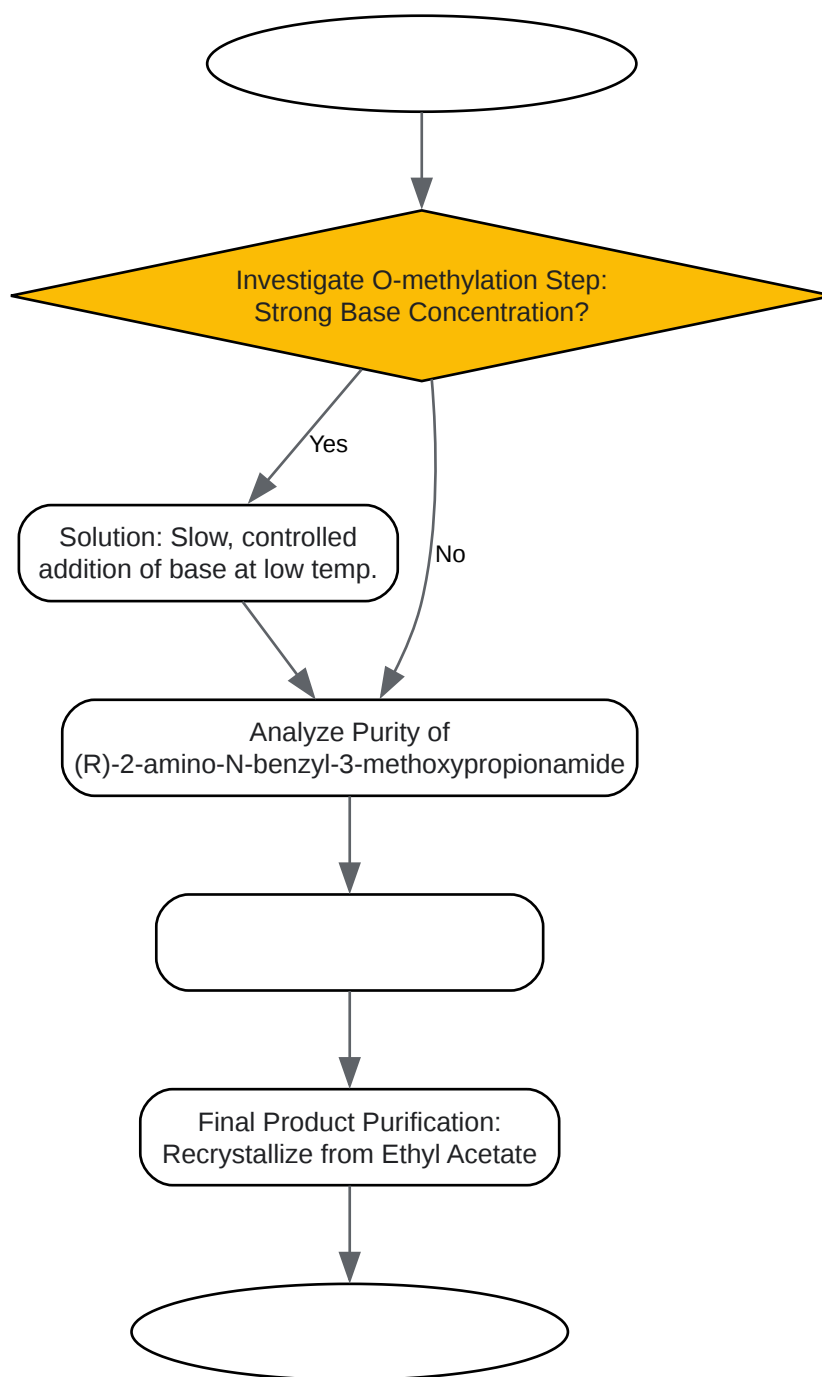 Investigate O-methylation Step:
Strong Base Concentration?
Yes
Solution: Slow, controlled
addition of base at low temp.
No
Analyze Purity of
(R)-2-amino-N-benzyl-3-methoxypropionamide
Final Product Purification:
Recrystallize from Ethyl Acetate